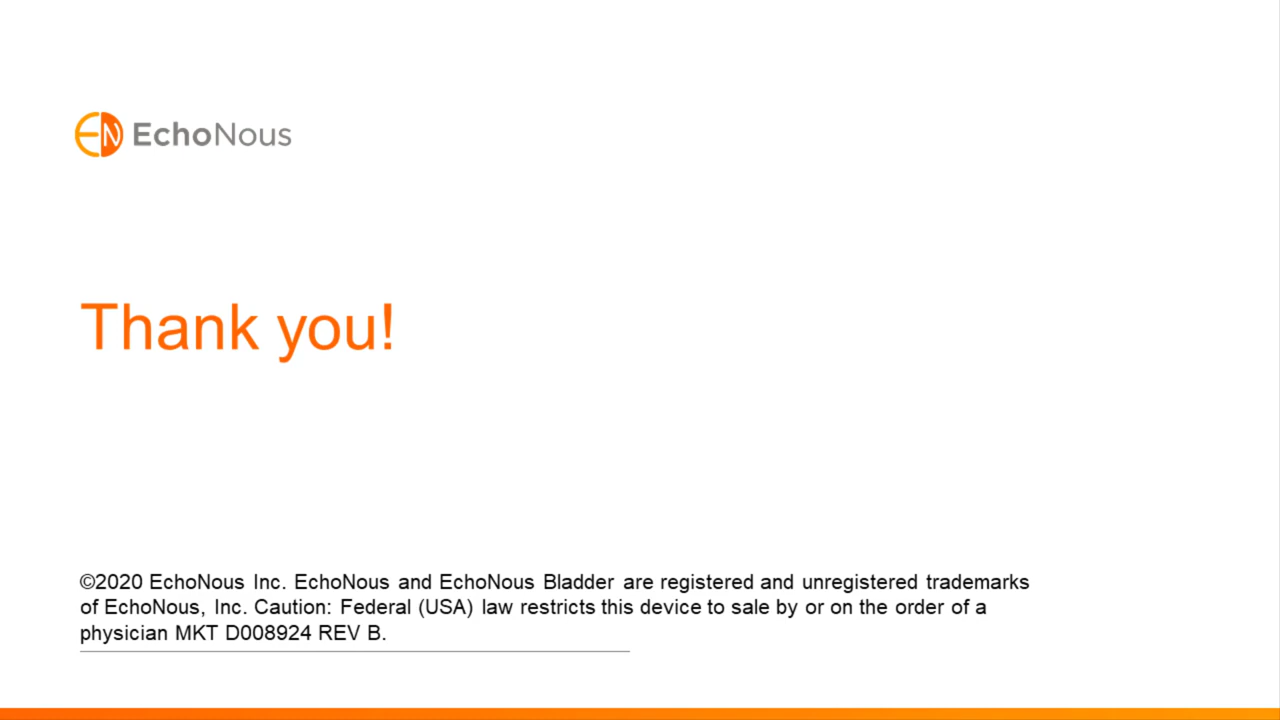 EN EchoNous
Thank you!
©2020 EchoNous Inc. EchoNous and EchoNous Bladder are registered and unregistered trademarks
of EchoNous, Inc. Caution: Federal (USA) law restricts this device to sale by or on the order of a
physician MKT D008924 REV B.